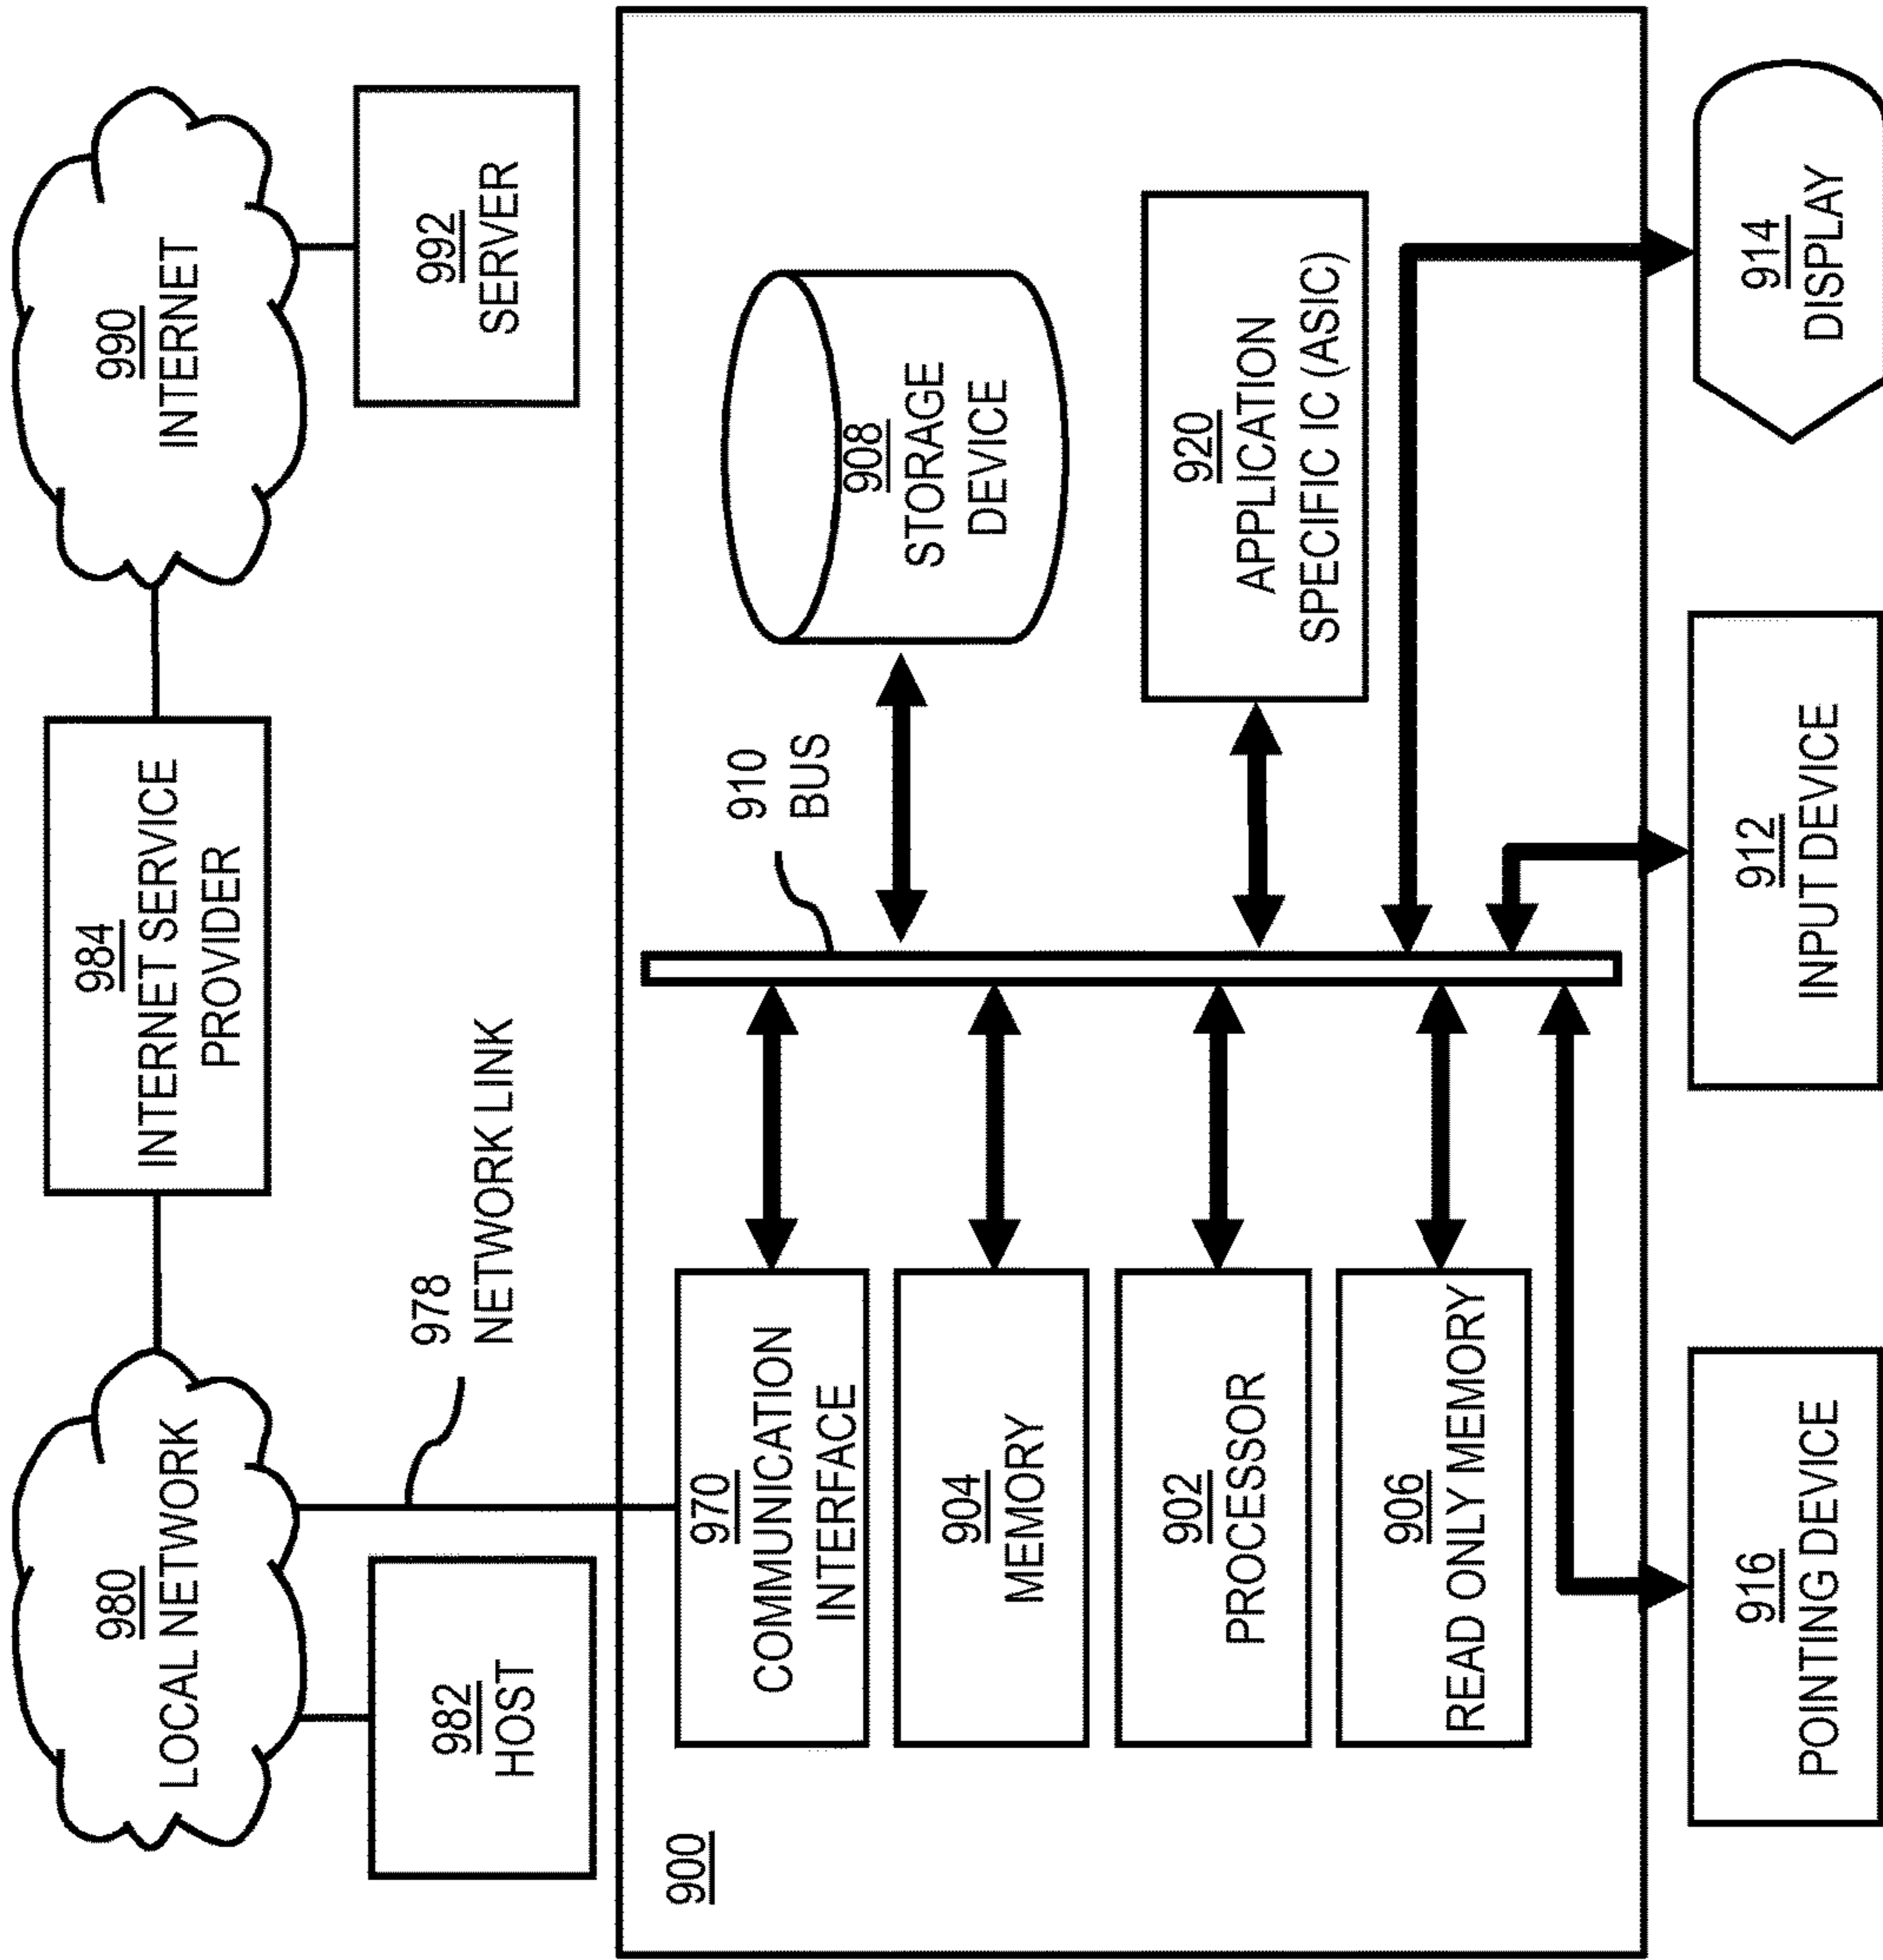 980
LOCAL NETWORK
984
INTERNET SERVICE
PROVIDER
990
INTERNET
982
HOST
978
NETWORK LINK
992
SERVER
900
970
COMMUNICATION
INTERFACE
910
BUS
908
STORAGE
DEVICE
904
MEMORY
902
PROCESSOR
920
APPLICATION
SPECIFIC IC (ASIC)
906
READ ONLY MEMORY
916
POINTING DEVICE
912
INPUT DEVICE
914
DISPLAY